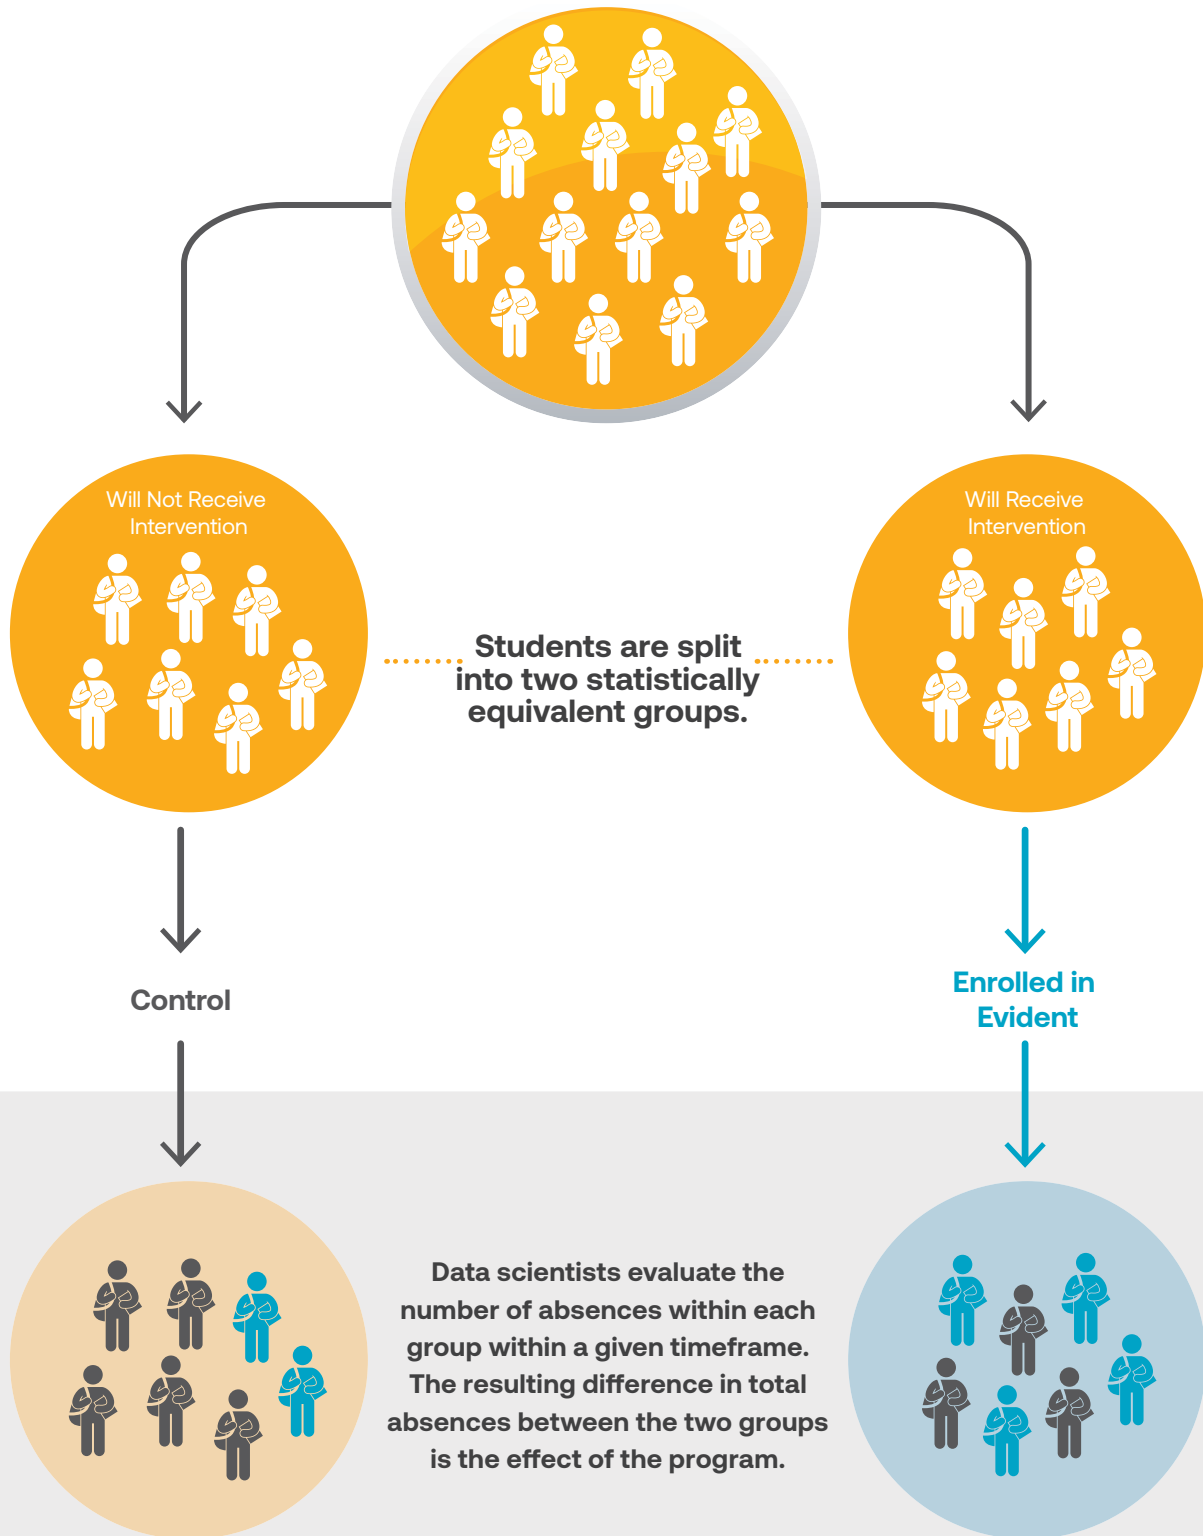 Will Not Receive
Intervention
Will Receive
Intervention
Students are split
into two statistically
equivalent groups.
Control
Enrolled in
Evident
Data scientists evaluate the
number of absences within each
group within a given timeframe.
The resulting difference in total
absences between the two groups
is the effect of the program.